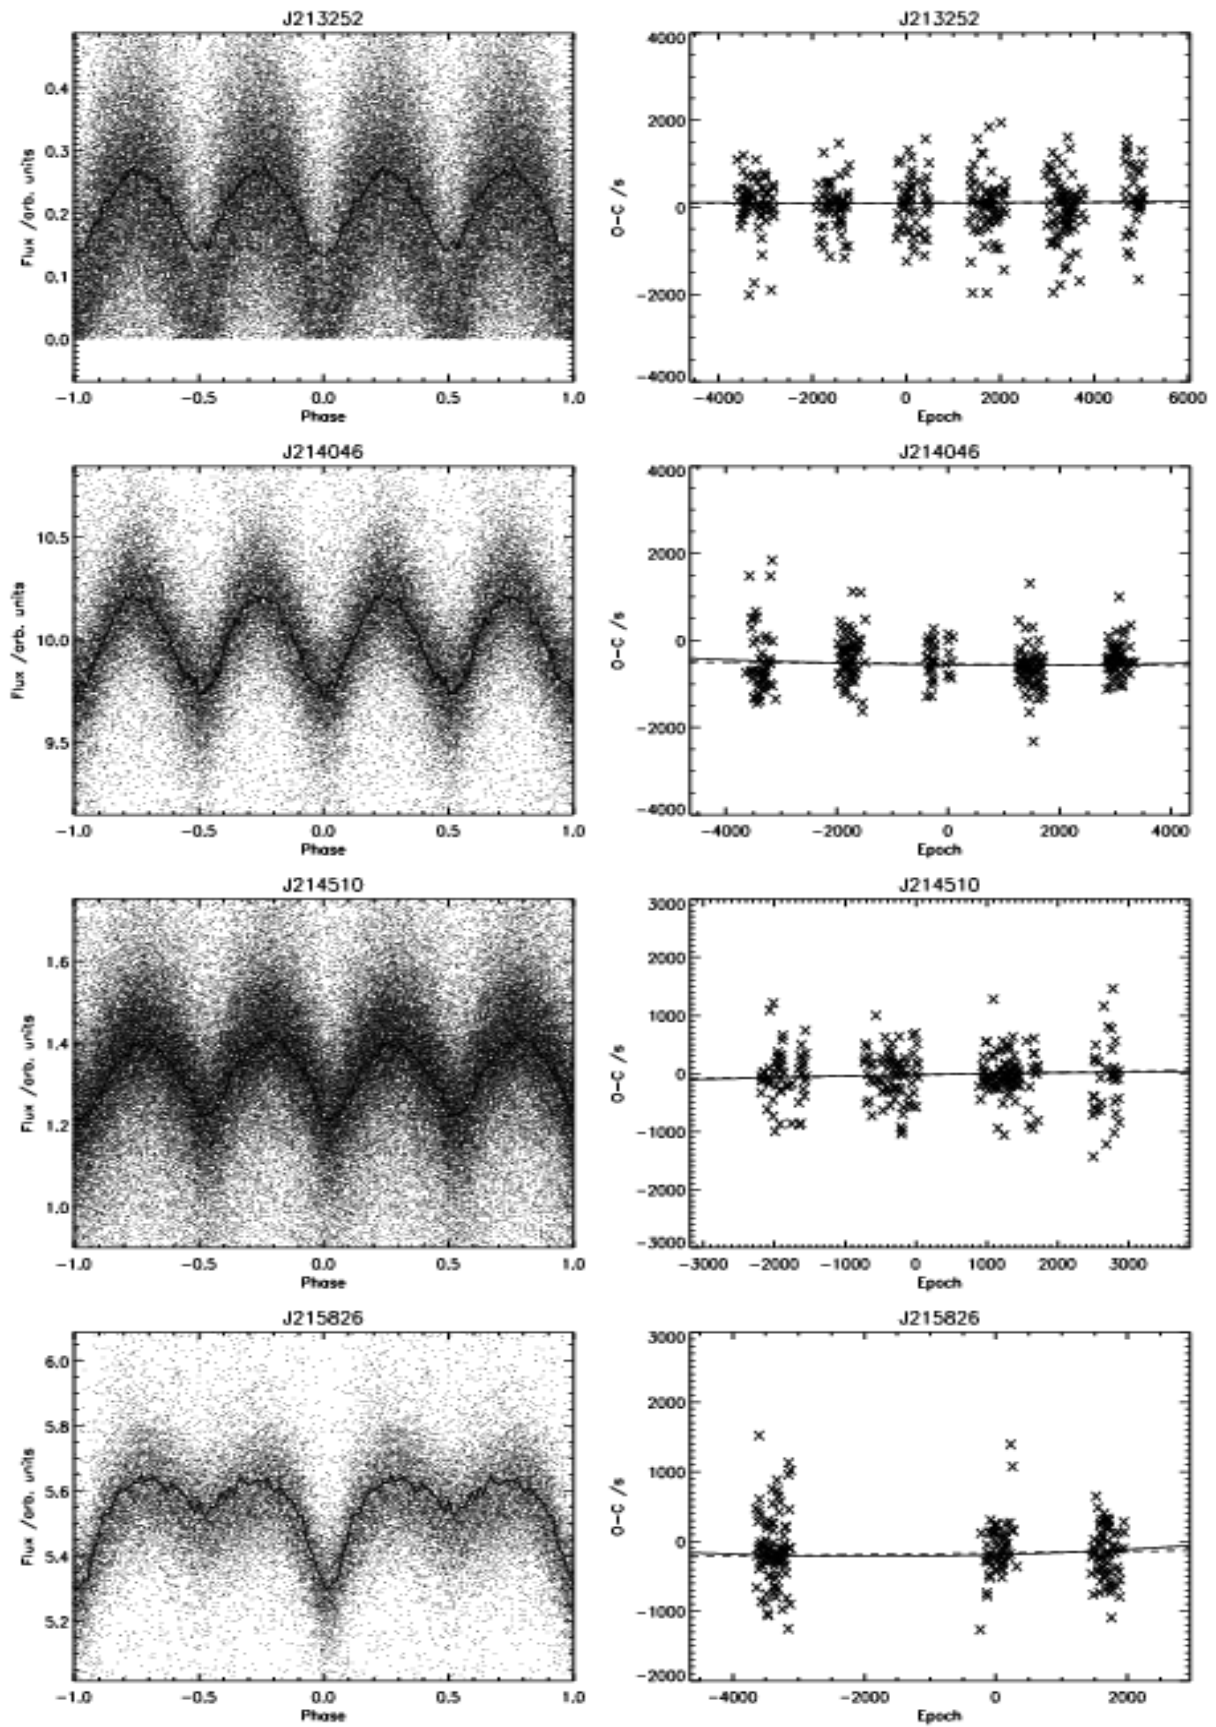 J213252
J213252
Flux /arb. units
0.4
0.3
0.2
0.1
0.0
−1.0 −0.5 0.0 0.5 1.0
Phase
O−C /s
4000
2000
0
−2000
−4000
−4000 −2000 0 2000 4000 6000
Epoch
J214046
J214046
Flux /arb. units
10.5
10.0
9.5
−1.0 −0.5 0.0 0.5 1.0
Phase
O−C /s
4000
2000
0
−2000
−4000
−4000 −2000 0 2000 4000
Epoch
J214510
J214510
Flux /arb. units
1.6
1.4
1.2
1.0
−1.0 −0.5 0.0 0.5 1.0
Phase
O−C /s
3000
2000
1000
0
−1000
−2000
−3000
−3000 −2000 −1000 0 1000 2000 3000
Epoch
J215826
J215826
Flux /arb. units
6.0
5.8
5.6
5.4
5.2
−1.0 −0.5 0.0 0.5 1.0
Phase
O−C /s
3000
2000
1000
0
−1000
−2000
−4000 −2000 0 2000
Epoch